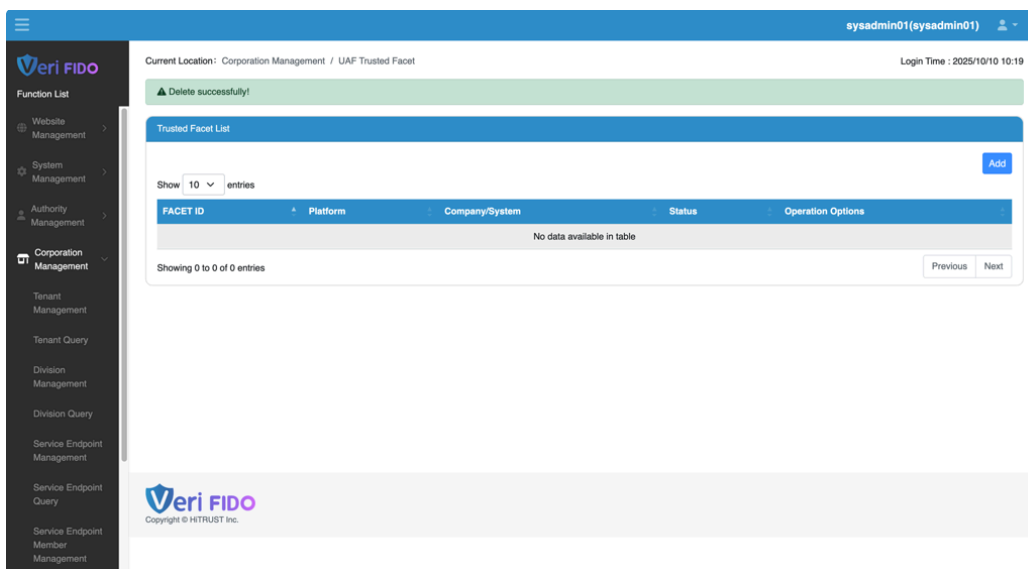 sysadmin01(sysadmin01)
Veri FIDO
Function List
Website
Management
System
Management
Authority
Management
Corporation
Management
Tenant
Management
Tenant Query
Division
Management
Division Query
Service Endpoint
Management
Service Endpoint
Query
Service Endpoint
Member
Management
Current Location: Corporation Management / UAF Trusted Facet
Login Time : 2025/10/10 10:19
Delete successfully!
Trusted Facet List
Add
Show 10 entries
FACET ID Platform Company/System Status Operation Options
No data available in table
Showing 0 to 0 of 0 entries
Previous Next
Veri FIDO
Copyright © HiTRUST Inc.